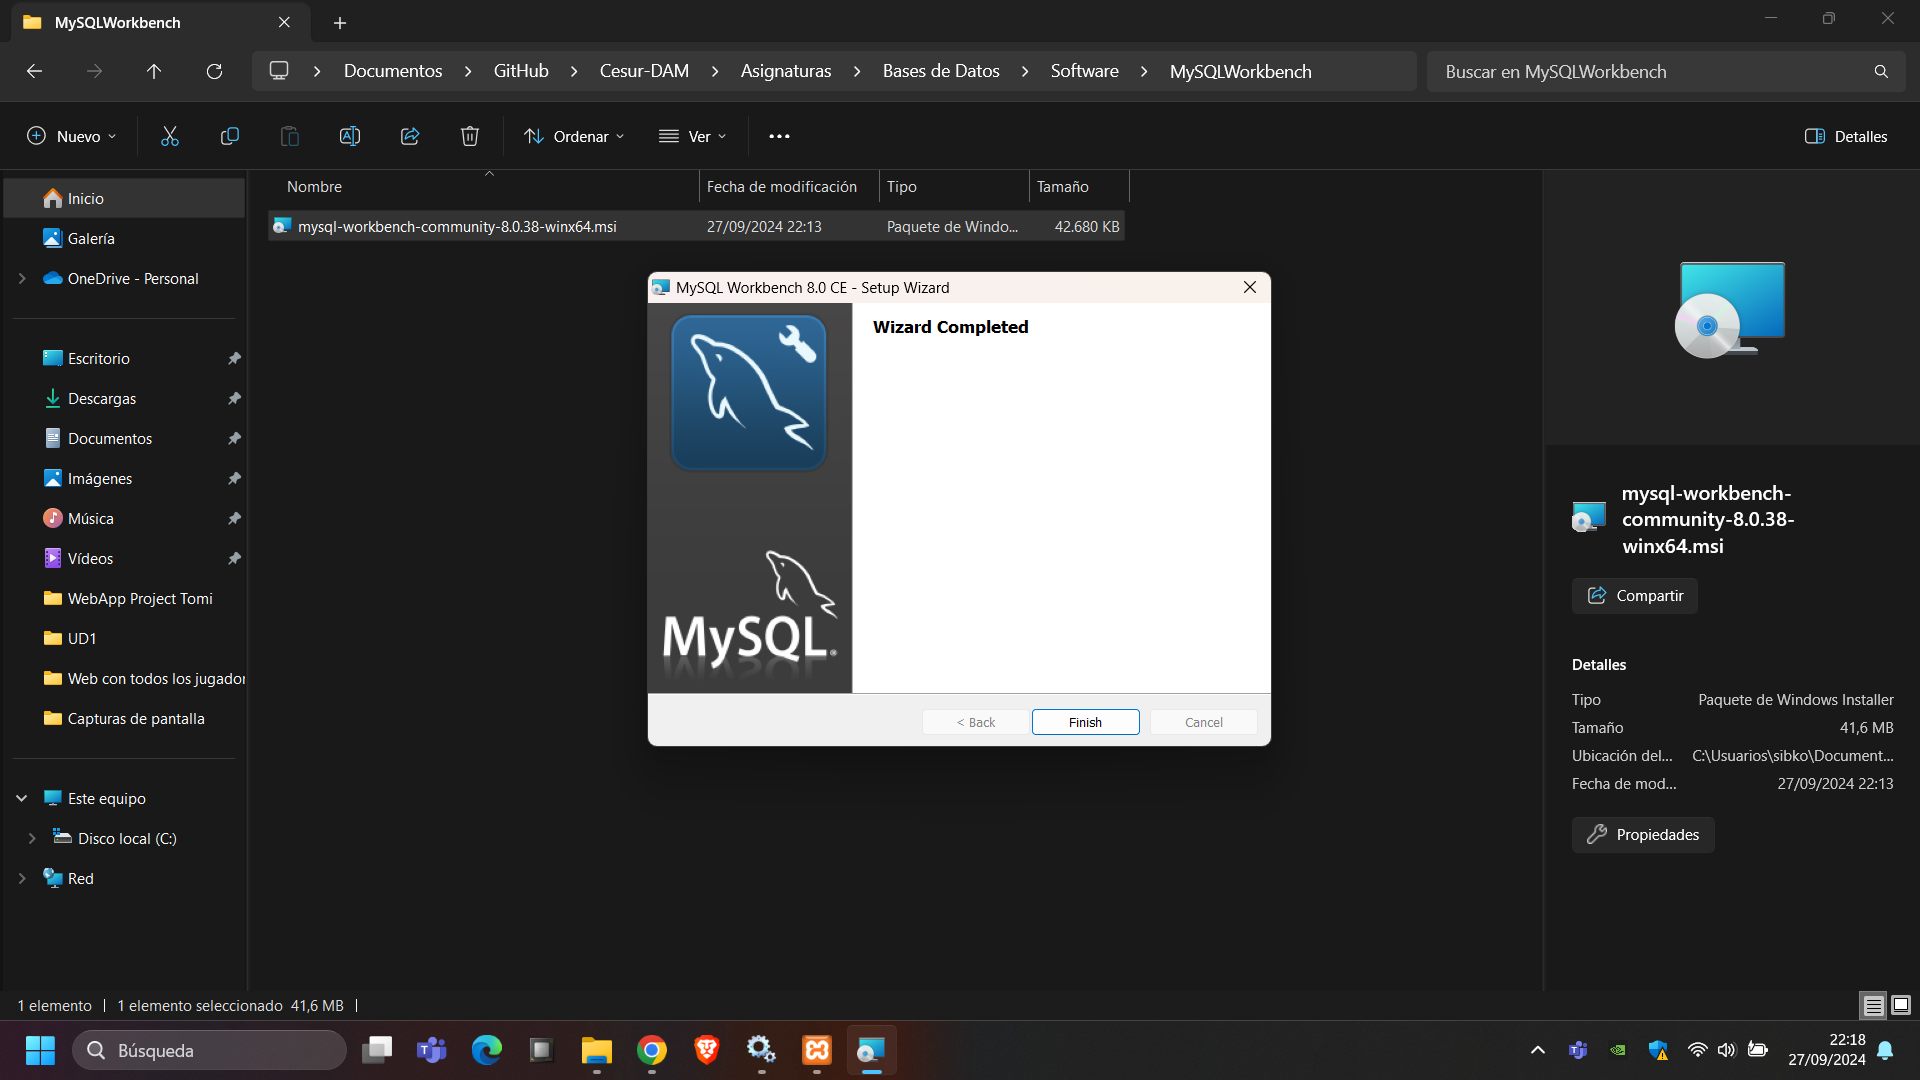 MySQLWorkbench
Documentos
GitHub
Cesur-DAM
Asignaturas
Bases de Datos
Software
MySQLWorkbench
Buscar en MySQLWorkbench
Nuevo
Ordenar
Ver
Detalles
Nombre
Fecha de modificación
Tipo
Tamaño
mysql-workbench-community-8.0.38-winx64.msi
27/09/2024 22:13
Paquete de Windo...
42.680 KB
Inicio
Galería
OneDrive - Personal
Escritorio
Descargas
Documentos
Imágenes
Música
Vídeos
WebApp Project Tomi
UD1
Web con todos los jugador
Capturas de pantalla
Este equipo
Disco local (C:)
Red
MySQL Workbench 8.0 CE - Setup Wizard
Wizard Completed
MySQL®
< Back
Finish
Cancel
mysql-workbench-
community-8.0.38-
winx64.msi
Compartir
Detalles
Tipo
Paquete de Windows Installer
Tamaño
41,6 MB
Ubicación del...
C:\Usuarios\sibko\Document...
Fecha de mod...
27/09/2024 22:13
Propiedades
1 elemento
1 elemento seleccionado 41,6 MB
Búsqueda
22:18
27/09/2024